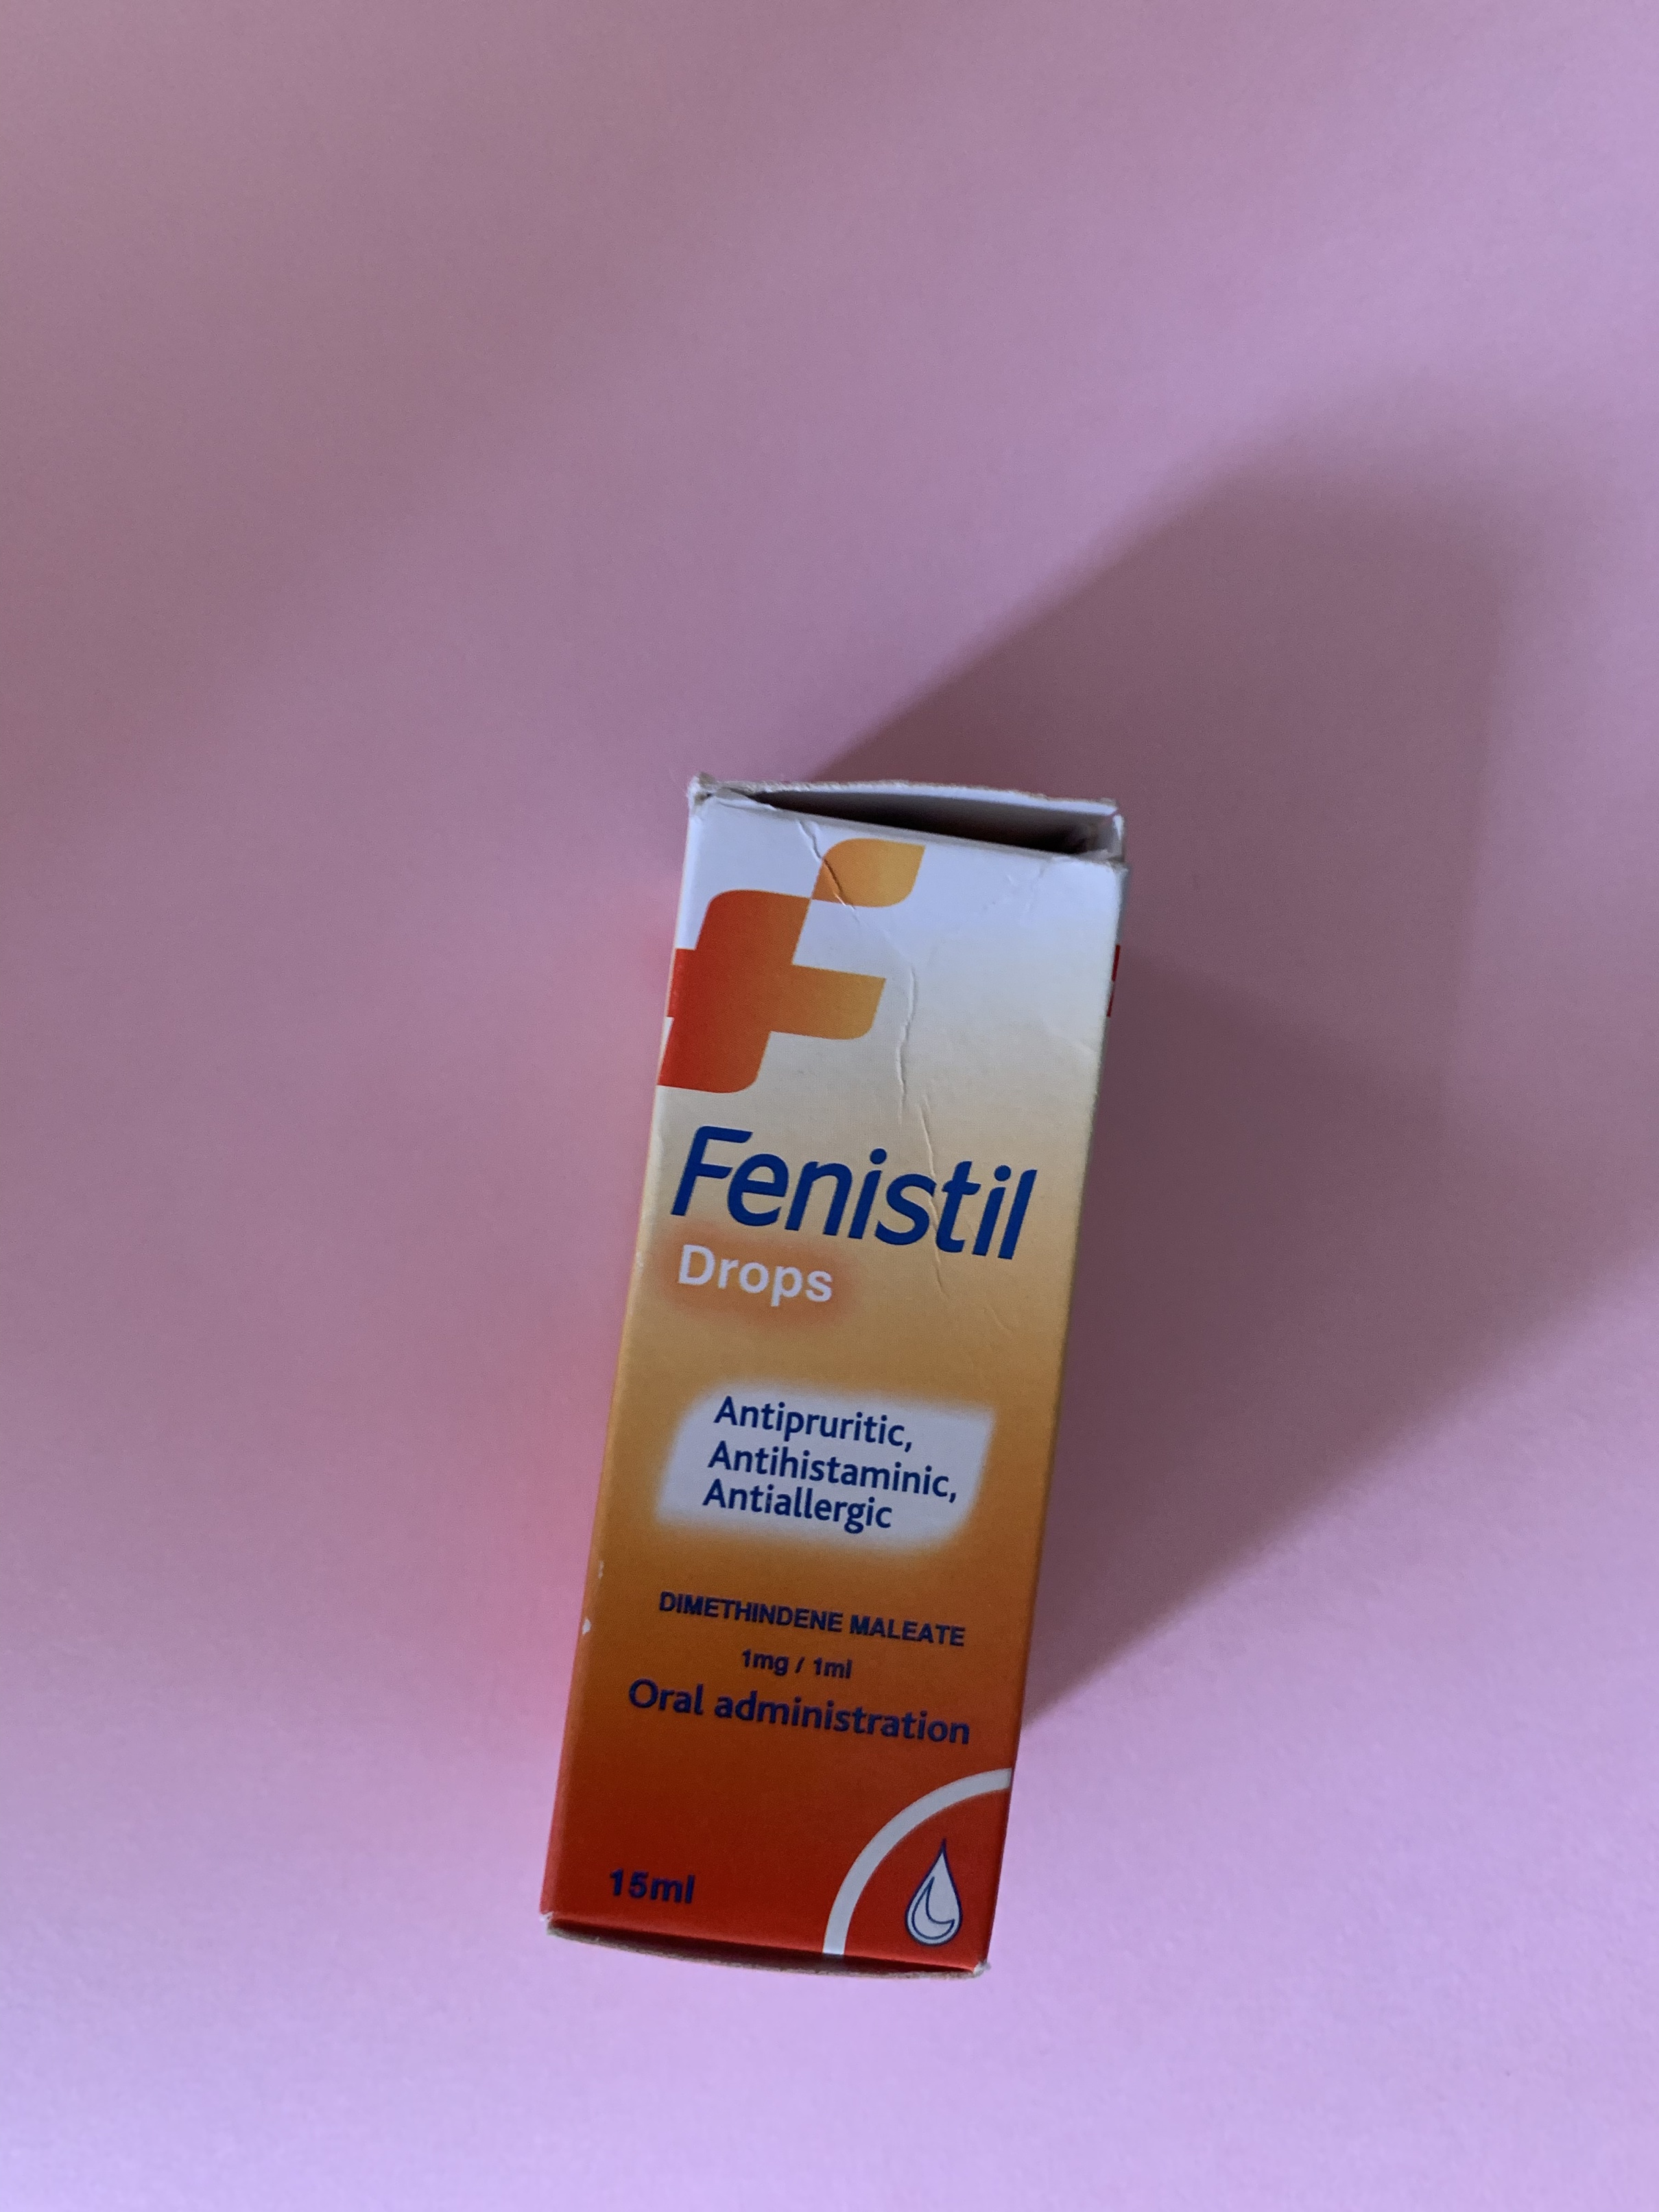 Fenistil
Drops
Antipruritic,
Antihistaminic,
Antiallergic
DIMETHINDENE MALEATE
1mg / 1ml
Oral administration
15ml